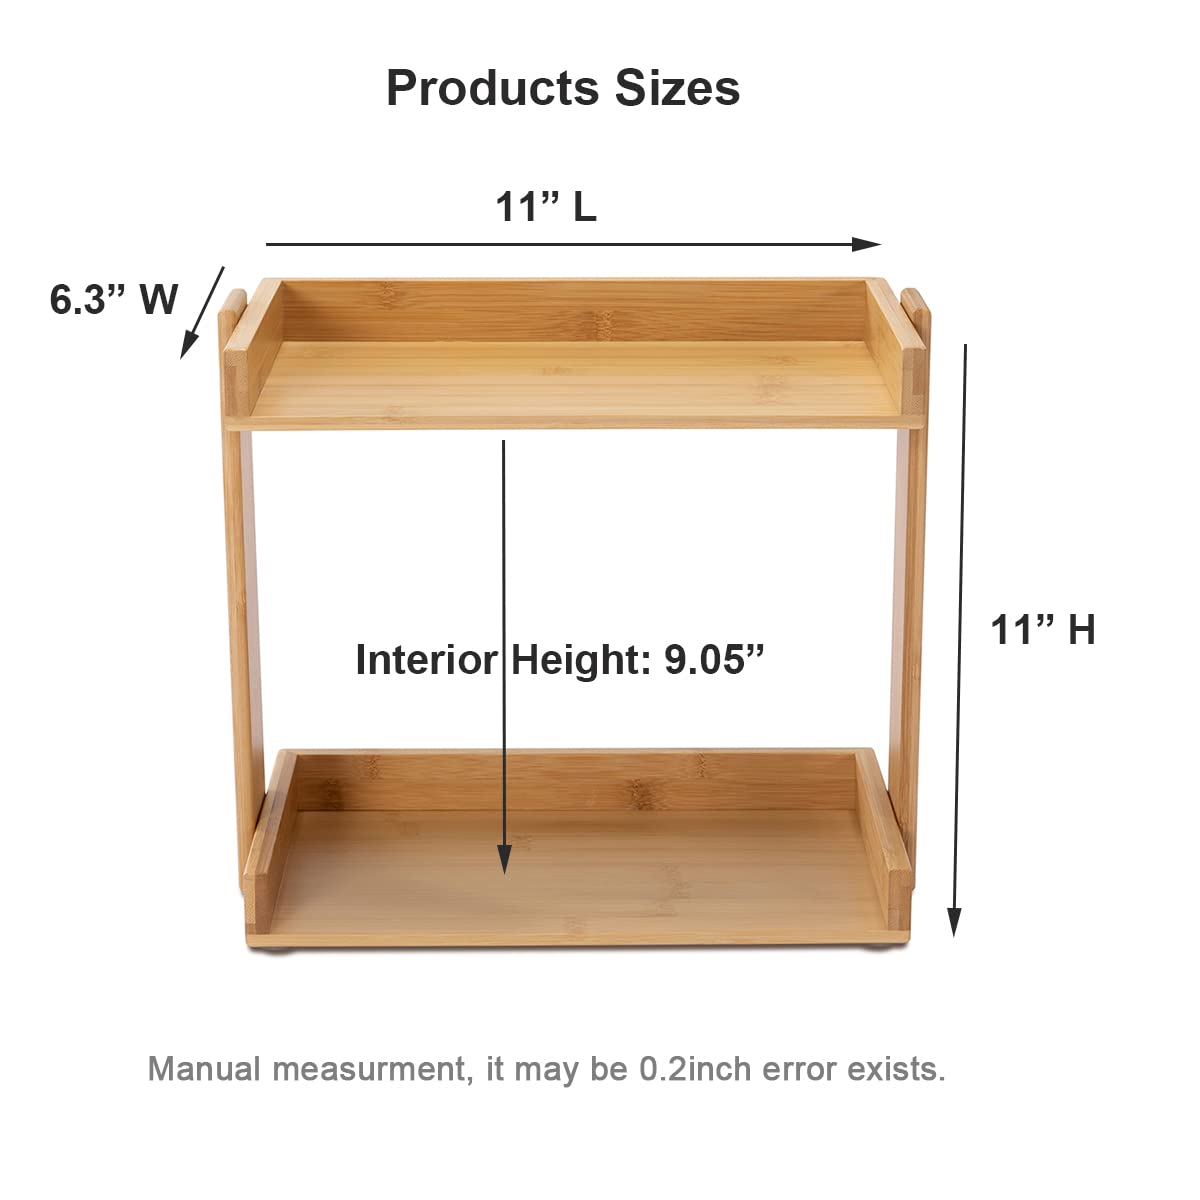 Products Sizes
11” L
6.3” W
11” H
Interior Height: 9.05”
Manual measurment, it may be 0.2inch error exists.